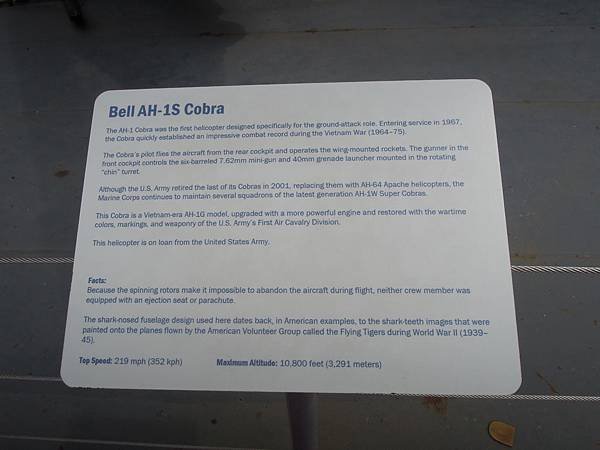 Bell AH-1S Cobra
The AH-1 Cobra was the first helicopter designed specifically for the ground-attack role. Entering service in 1967,
the Cobra quickly established an impressive combat record during the Vietnam War (1964–75).
The Cobra's pilot flies the aircraft from the rear cockpit and operates the wing-mounted rockets. The gunner in the
front cockpit controls the six-barreled 7.62mm mini-gun and 40mm grenade launcher mounted in the rotating
"chin" turret.
Although the U.S. Army retired the last of its Cobras in 2001, replacing them with AH-64 Apache helicopters, the
Marine Corps continues to maintain several squadrons of the latest generation AH-1W Super Cobras.
This Cobra is a Vietnam-era AH-1G model, upgraded with a more powerful engine and restored with the wartime
colors, markings, and weaponry of the U.S. Army's First Air Cavalry Division.
This helicopter is on loan from the United States Army.
Facts:
Because the spinning rotors make it impossible to abandon the aircraft during flight, neither crew member was
equipped with an ejection seat or parachute.
The shark-nosed fuselage design used here dates back, in American examples, to the shark-teeth images that were
painted onto the planes flown by the American Volunteer Group called the Flying Tigers during World War II (1939–
45).
Top Speed: 219 mph (352 kph) Maximum Altitude: 10,800 feet (3,291 meters)